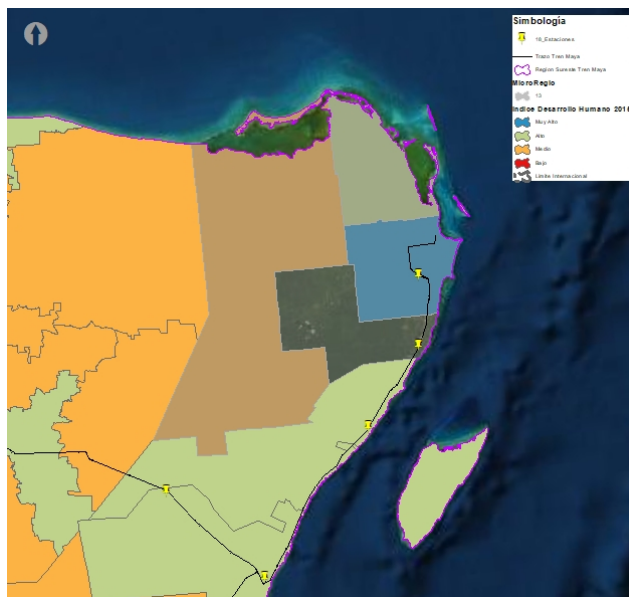 Simbología
10_Estaciones
Trazo Tren Maya
Region Sureste Tren Maya
MicroRegio
13
Indice Desarrollo Humano 2015
Muy Alto
Alto
Medio
Bajo
Limite Internacional